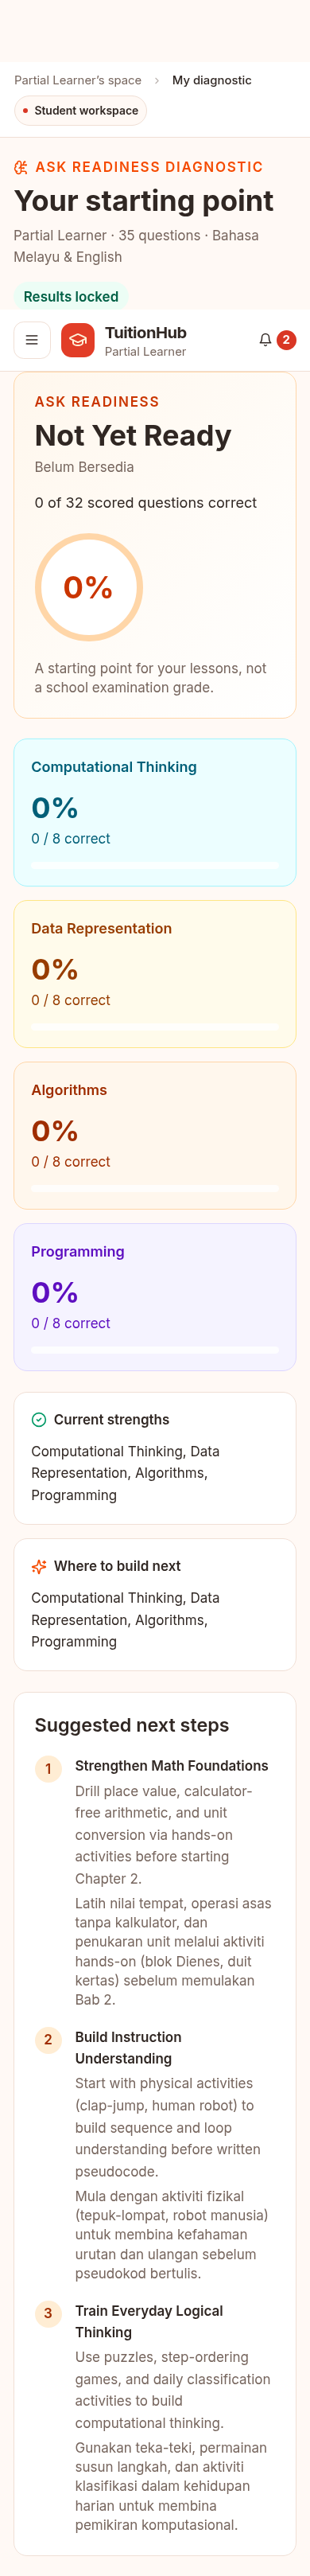 Partial Learner's space > My diagnostic
Student workspace
ASK READINESS DIAGNOSTIC
Your starting point
Partial Learner · 35 questions · Bahasa
Melayu & English
Results locked
TuitionHub
Partial Learner
2
ASK READINESS
Not Yet Ready
Belum Bersedia
0 of 32 scored questions correct
0%
A starting point for your lessons, not
a school examination grade.
Computational Thinking
0%
0 / 8 correct
Data Representation
0%
0 / 8 correct
Algorithms
0%
0 / 8 correct
Programming
0%
0 / 8 correct
Current strengths
Computational Thinking, Data
Representation, Algorithms,
Programming
Where to build next
Computational Thinking, Data
Representation, Algorithms,
Programming
Suggested next steps
1 Strengthen Math Foundations
Drill place value, calculator-
free arithmetic, and unit
conversion via hands-on
activities before starting
Chapter 2.
Latih nilai tempat, operasi asas
tanpa kalkulator, dan
penukaran unit melalui aktiviti
hands-on (blok Dienes, duit
kertas) sebelum memulakan
Bab 2.
2 Build Instruction
Understanding
Start with physical activities
(clap-jump, human robot) to
build sequence and loop
understanding before written
pseudocode.
Mula dengan aktiviti fizikal
(tepuk-lompat, robot manusia)
untuk membina kefahaman
urutan dan ulangan sebelum
pseudokod bertulis.
3 Train Everyday Logical
Thinking
Use puzzles, step-ordering
games, and daily classification
activities to build
computational thinking.
Gunakan teka-teki, permainan
susun langkah, dan aktiviti
klasifikasi dalam kehidupan
harian untuk membina
pemikiran komputasional.